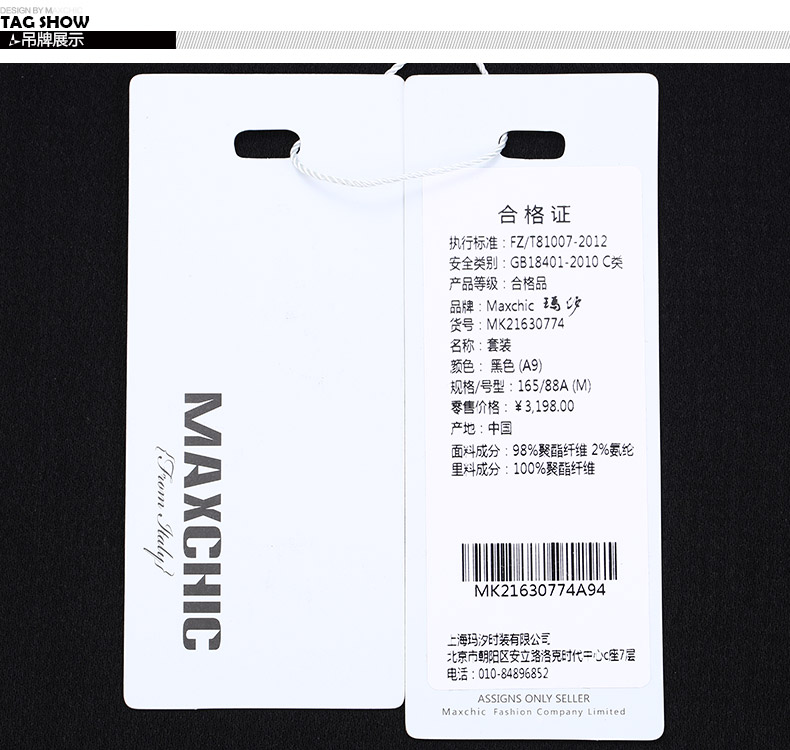 DESIGN BY MAXCHIC
TAG SHOW
吊牌展示
MAXCHIC
{From Italy}
合格证
执行标准：FZ/T81007-2012
安全类别：GB18401-2010 C类
产品等级：合格品
品牌：Maxchic 玛汐
货号：MK21630774
名称：套装
颜色： 黑色 (A9)
规格/号型：165/88A (M)
零售价格：￥3,198.00
产地：中国
面料成分：98%聚酯纤维 2%氨纶
里料成分：100%聚酯纤维
MK21630774A94
上海玛汐时装有限公司
北京市朝阳区安立路洛克时代中心c座7层
电话：010-84896852
ASSIGNS ONLY SELLER
Maxchic Fashion Company Limited